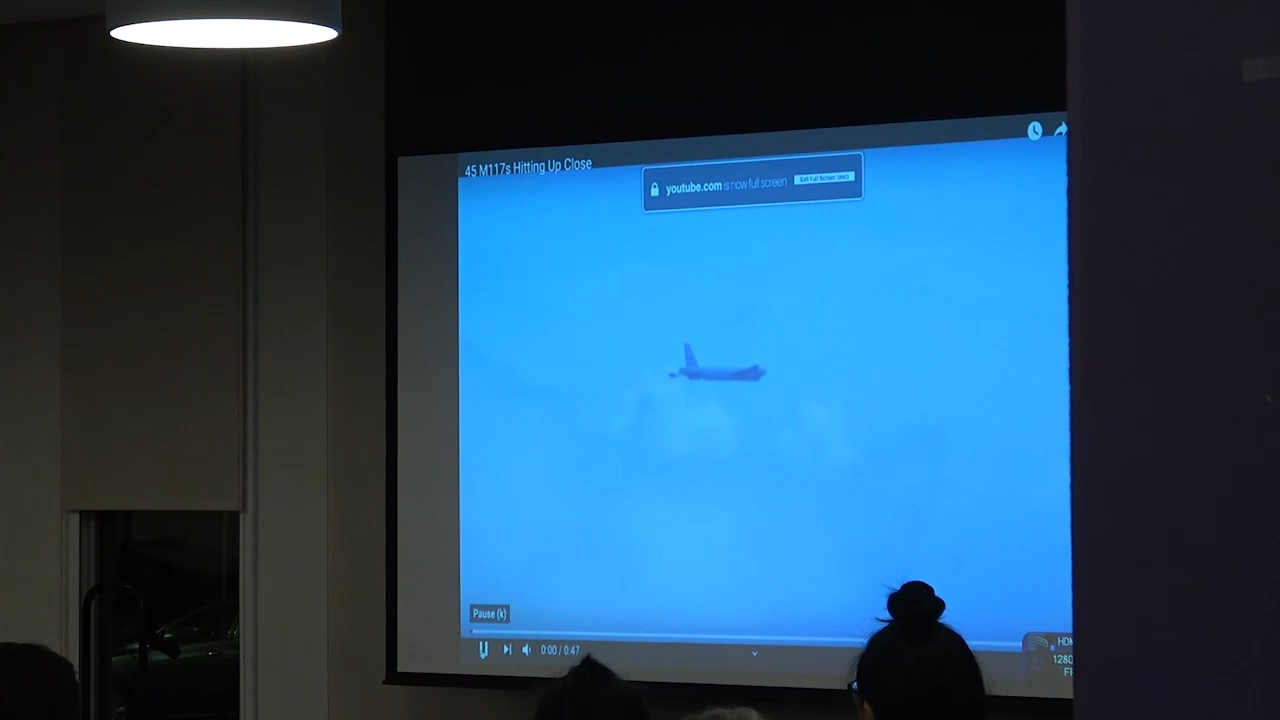 45 M117s Hitting Up Close
youtube.com is now full screen
Exit Full Screen (esc)
Pause (k)
0:00 / 0:47
1280